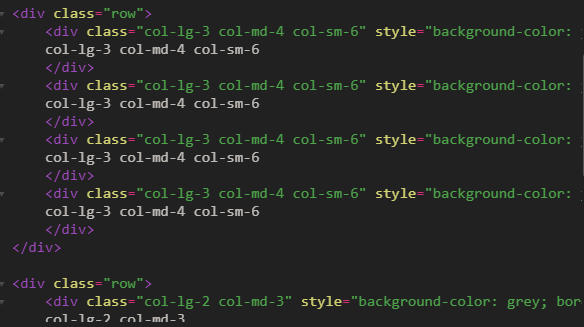 <div class="row">
<div class="col-lg-3 col-md-4 col-sm-6" style="background-color:
col-lg-3 col-md-4 col-sm-6
</div>
<div class="col-lg-3 col-md-4 col-sm-6" style="background-color:
col-lg-3 col-md-4 col-sm-6
</div>
<div class="col-lg-3 col-md-4 col-sm-6" style="background-color:
col-lg-3 col-md-4 col-sm-6
</div>
<div class="col-lg-3 col-md-4 col-sm-6" style="background-color:
col-lg-3 col-md-4 col-sm-6
</div>
</div>
<div class="row">
<div class="col-lg-2 col-md-3" style="background-color: grey; bor
col-lg-2 col-md-3